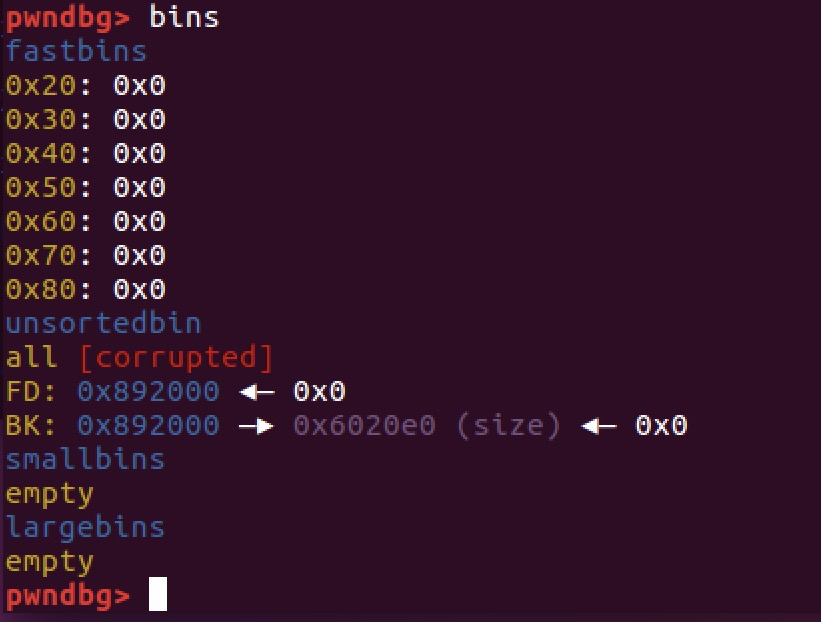 pwndbg> bins
fastbins
0x20: 0x0
0x30: 0x0
0x40: 0x0
0x50: 0x0
0x60: 0x0
0x70: 0x0
0x80: 0x0
unsortedbin
all [corrupted]
FD: 0x892000 ◂— 0x0
BK: 0x892000 —▸ 0x6020e0 (size) ◂— 0x0
smallbins
empty
largebins
empty
pwndbg>